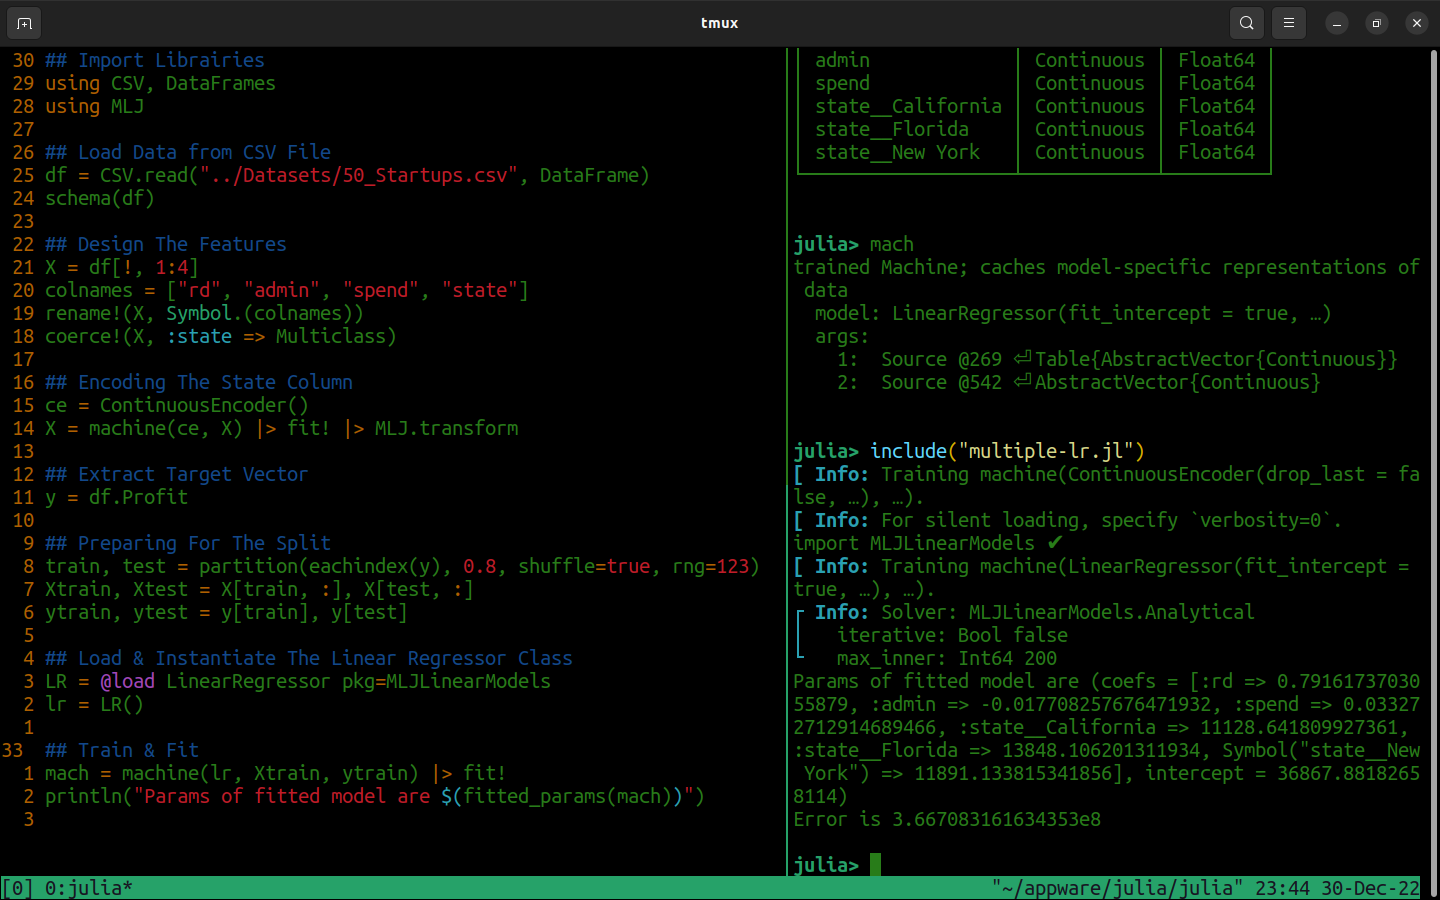 tmux
30 ## Import Librairies
29 using CSV, DataFrames
28 using MLJ
27
26 ## Load Data from CSV File
25 df = CSV.read("../Datasets/50_Startups.csv", DataFrame)
24 schema(df)
23
22 ## Design The Features
21 X = df[!, 1:4]
20 colnames = ["rd", "admin", "spend", "state"]
19 rename!(X, Symbol.(colnames))
18 coerce!(X, :state => Multiclass)
17
16 ## Encoding The State Column
15 ce = ContinuousEncoder()
14 X = machine(ce, X) |> fit! |> MLJ.transform
13
12 ## Extract Target Vector
11 y = df.Profit
10
9 ## Preparing For The Split
8 train, test = partition(eachindex(y), 0.8, shuffle=true, rng=123)
7 Xtrain, Xtest = X[train, :], X[test, :]
6 ytrain, ytest = y[train], y[test]
5
4 ## Load & Instantiate The Linear Regressor Class
3 LR = @load LinearRegressor pkg=MLJLinearModels
2 lr = LR()
1
33 ## Train & Fit
1 mach = machine(lr, Xtrain, ytrain) |> fit!
2 println("Params of fitted model are $(fitted_params(mach))")
3
admin │ Continuous │ Float64
spend │ Continuous │ Float64
state__California │ Continuous │ Float64
state__Florida │ Continuous │ Float64
state__New York │ Continuous │ Float64
julia> mach
trained Machine; caches model-specific representations of
data
model: LinearRegressor(fit_intercept = true, …)
args:
1: Source @269 ⏎ Table{AbstractVector{Continuous}}
2: Source @542 ⏎ AbstractVector{Continuous}
julia> include("multiple-lr.jl")
[ Info: Training machine(ContinuousEncoder(drop_last = fa
lse, …), …).
[ Info: For silent loading, specify `verbosity=0`.
import MLJLinearModels ✔
[ Info: Training machine(LinearRegressor(fit_intercept =
true, …), …).
┌ Info: Solver: MLJLinearModels.Analytical
│ iterative: Bool false
└ max_inner: Int64 200
Params of fitted model are (coefs = [:rd => 0.79161737030
55879, :admin => -0.017708257676471932, :spend => 0.03327
2712914689466, :state__California => 11128.641809927361,
:state__Florida => 13848.106201311934, Symbol("state__New
York") => 11891.133815341856], intercept = 36867.8818265
8114)
Error is 3.667083161634353e8
julia>
[0] 0:julia* "~/appware/julia/julia" 23:44 30-Dec-22